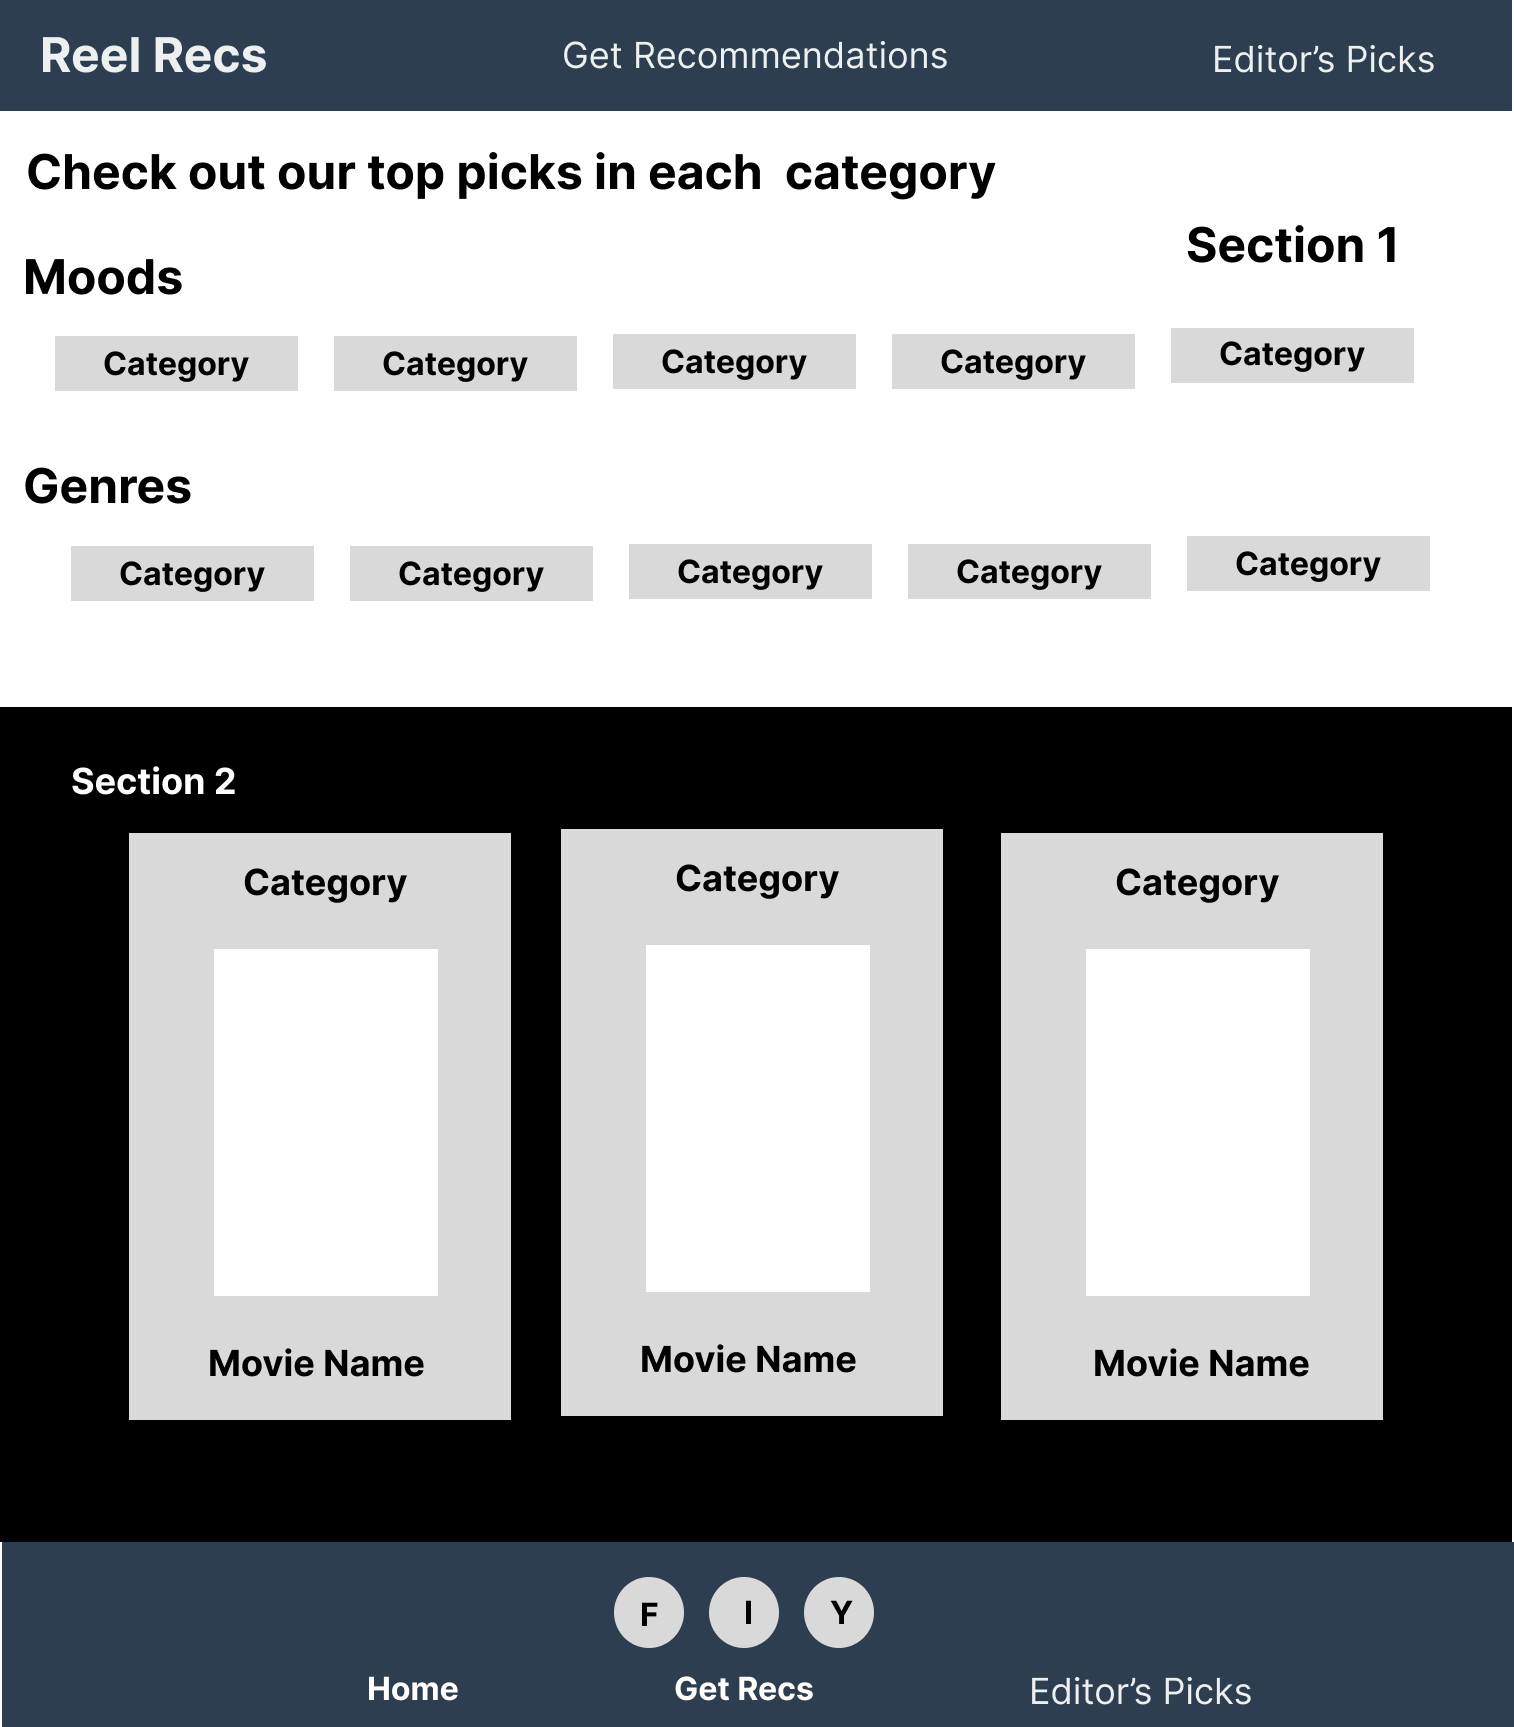 Reel Recs
Get Recommendations
Editor’s Picks
Check out our top picks in each  category
Section 1
Moods
Category
Category
Category
Category
Category
Genres
Category
Category
Category
Category
Category
Section 2
Category
Category
Category
Movie Name
Movie Name
Movie Name
F
I
Y
Home
Get Recs
Editor’s Picks